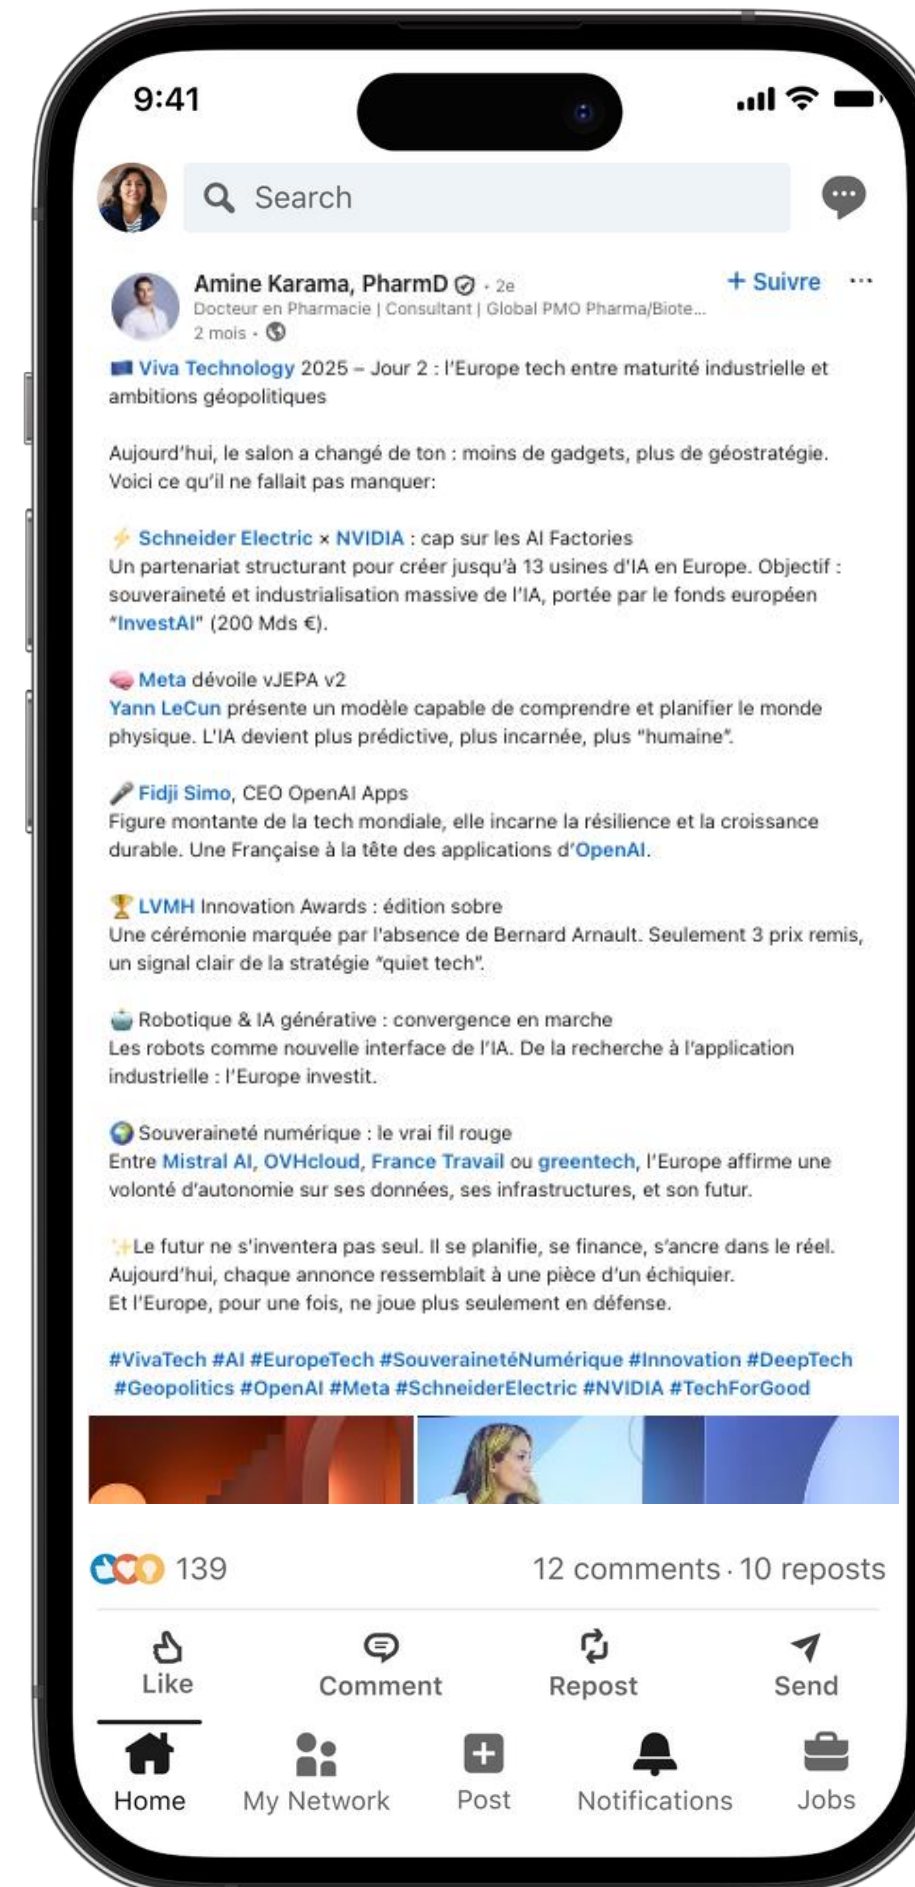 9:41
Search
Amine Karama, PharmD · 2e
+ Suivre ...
Docteur en Pharmacie | Consultant | Global PMO Pharma/Biote...
2 mois ·
Viva Technology 2025 – Jour 2 : l'Europe tech entre maturité industrielle et
ambitions géopolitiques
Aujourd'hui, le salon a changé de ton : moins de gadgets, plus de géostratégie.
Voici ce qu'il ne fallait pas manquer:
⚡ Schneider Electric × NVIDIA : cap sur les AI Factories
Un partenariat structurant pour créer jusqu'à 13 usines d'IA en Europe. Objectif :
souveraineté et industrialisation massive de l'IA, portée par le fonds européen
"InvestAI" (200 Mds €).
🧠 Meta dévoile vJEPA v2
Yann LeCun présente un modèle capable de comprendre et planifier le monde
physique. L'IA devient plus prédictive, plus incarnée, plus "humaine".
🎤 Fidji Simo, CEO OpenAI Apps
Figure montante de la tech mondiale, elle incarne la résilience et la croissance
durable. Une Française à la tête des applications d'OpenAI.
🏆 LVMH Innovation Awards : édition sobre
Une cérémonie marquée par l'absence de Bernard Arnault. Seulement 3 prix remis,
un signal clair de la stratégie "quiet tech".
🤖 Robotique & IA générative : convergence en marche
Les robots comme nouvelle interface de l'IA. De la recherche à l'application
industrielle : l'Europe investit.
🌍 Souveraineté numérique : le vrai fil rouge
Entre Mistral AI, OVHcloud, France Travail ou greentech, l'Europe affirme une
volonté d'autonomie sur ses données, ses infrastructures, et son futur.
✨Le futur ne s'inventera pas seul. Il se planifie, se finance, s'ancre dans le réel.
Aujourd'hui, chaque annonce ressemblait à une pièce d'un échiquier.
Et l'Europe, pour une fois, ne joue plus seulement en défense.
#VivaTech #AI #EuropeTech #SouverainetéNumérique #Innovation #DeepTech
#Geopolitics #OpenAI #Meta #SchneiderElectric #NVIDIA #TechForGood
139
12 comments · 10 reposts
Like Comment Repost Send
Home My Network Post Notifications Jobs